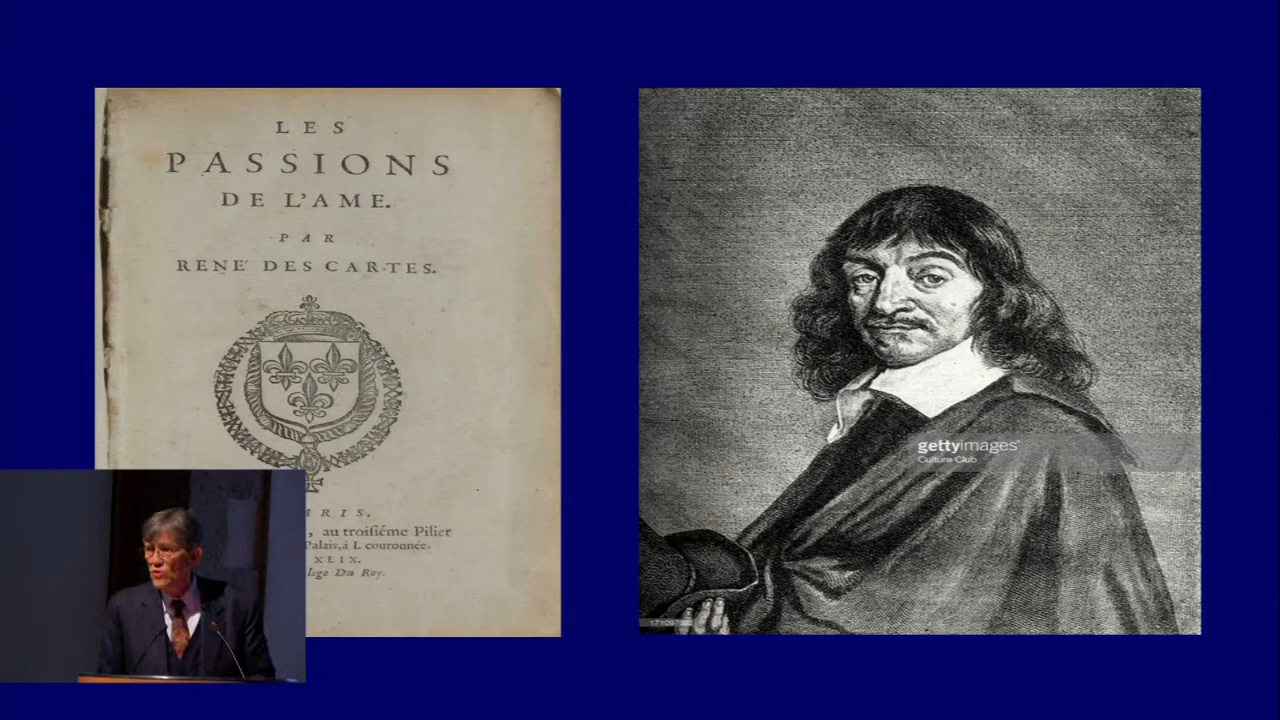 LES
PASSIONS
DE L'AME.
PAR
RENE´ DES CARTES.
ARIS,
, au troisiéme Pilier
Palais, à L couronnée.
XLIX.
lege Du Roy.
gettyimages®
Culture Club